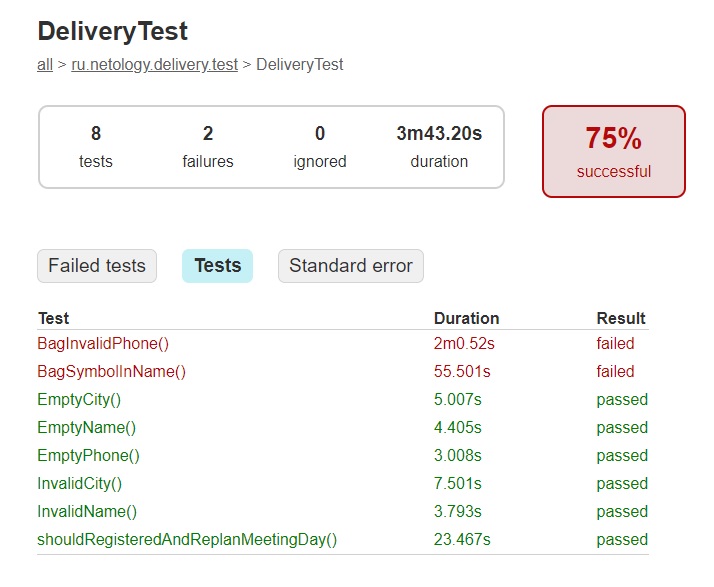 DeliveryTest
all > ru.netology.delivery.test > DeliveryTest
8 2 0 3m43.20s
tests failures ignored duration
75%
successful
Failed tests Tests Standard error
Test Duration Result
BagInvalidPhone() 2m0.52s failed
BagSymbolInName() 55.501s failed
EmptyCity() 5.007s passed
EmptyName() 4.405s passed
EmptyPhone() 3.008s passed
InvalidCity() 7.501s passed
InvalidName() 3.793s passed
shouldRegisteredAndReplanMeetingDay() 23.467s passed